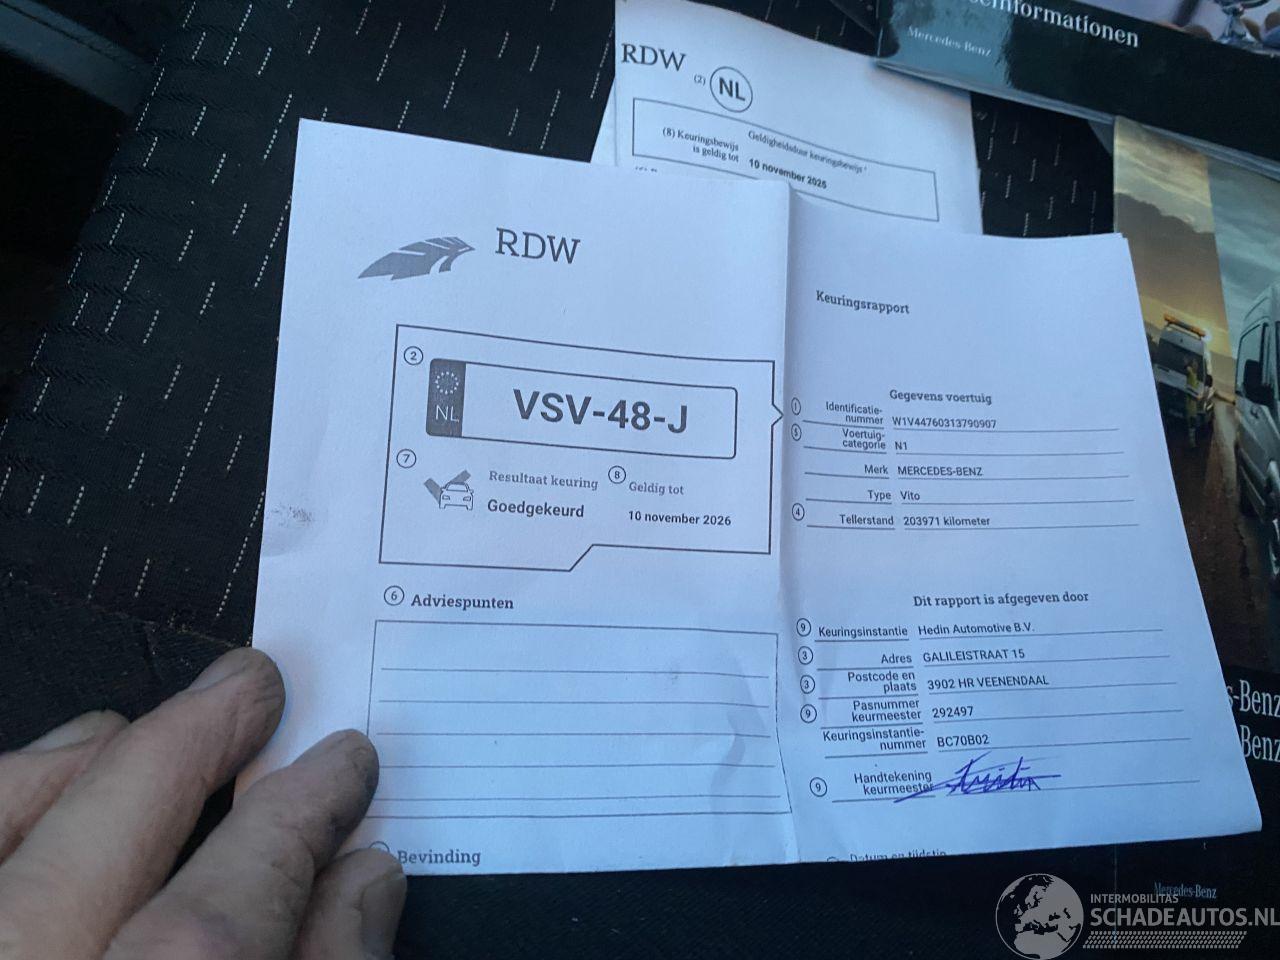 einformationen
Mercedes-Benz
RDW
(2) NL
Geldigheidsduur keuringsbewijs
(8) Keuringsbewijs
is geldig tot
10 november 2026
RDW
2
NL
VSV-48-J
7
Resultaat keuring
Goedgekeurd
8
Geldig tot
10 november 2026
6 Adviespunten
Bevinding
Keuringsrapport
Gegevens voertuig
1 Identificatie-
nummer W1V44760313790907
5 Voertuig-
categorie N1
Merk MERCEDES-BENZ
Type Vito
4 Tellerstand 203971 kilometer
Dit rapport is afgegeven door
9 Keuringsinstantie Hedin Automotive B.V.
3 Adres GALILEISTRAAT 15
3 Postcode en
plaats 3902 HR VEENENDAAL
9 Pasnummer
keurmeester 292497
Keuringsinstantie-
nummer BC70B02
9 Handtekening
keurmeester
Datum en tijdstip
s-Benz
Benz
Mercedes-Benz
INTERMOBILITAS
SCHADEAUTOS.NL